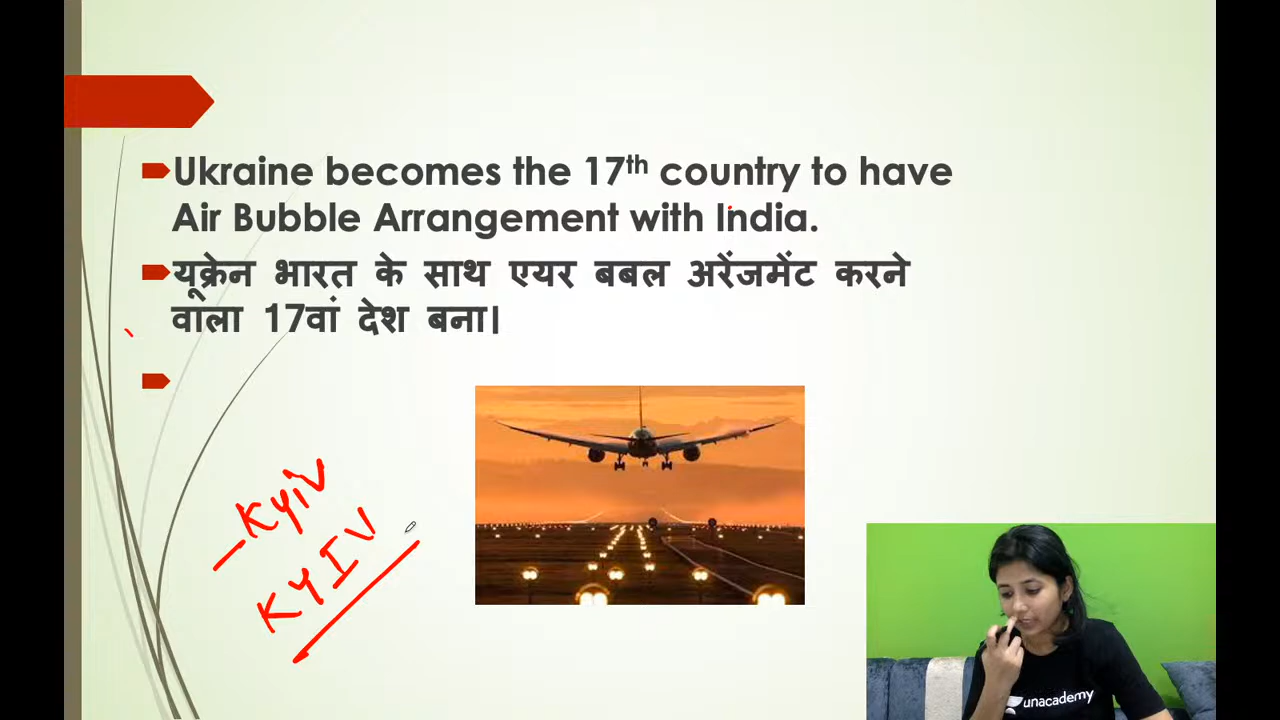 Ukraine becomes the 17th country to have
Air Bubble Arrangement with India.
यूक्रेन भारत के साथ एयर बबल अरेंजमेंट करने
वाला 17वां देश बना।
Kyiv
KYIV
unacademy